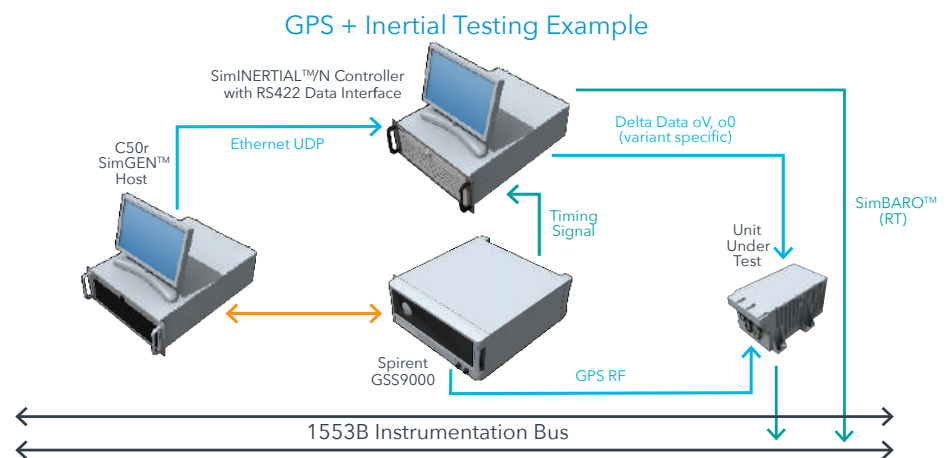 GPS + Inertial Testing Example
SimINERTIAL™/N Controller
with RS422 Data Interface
Ethernet UDP
C50r
SimGEN™
Host
Delta Data oV, o0
(variant specific)
SimBARO™
(RT)
Timing
Signal
Unit
Under
Test
Spirent
GSS9000
GPS RF
1553B Instrumentation Bus